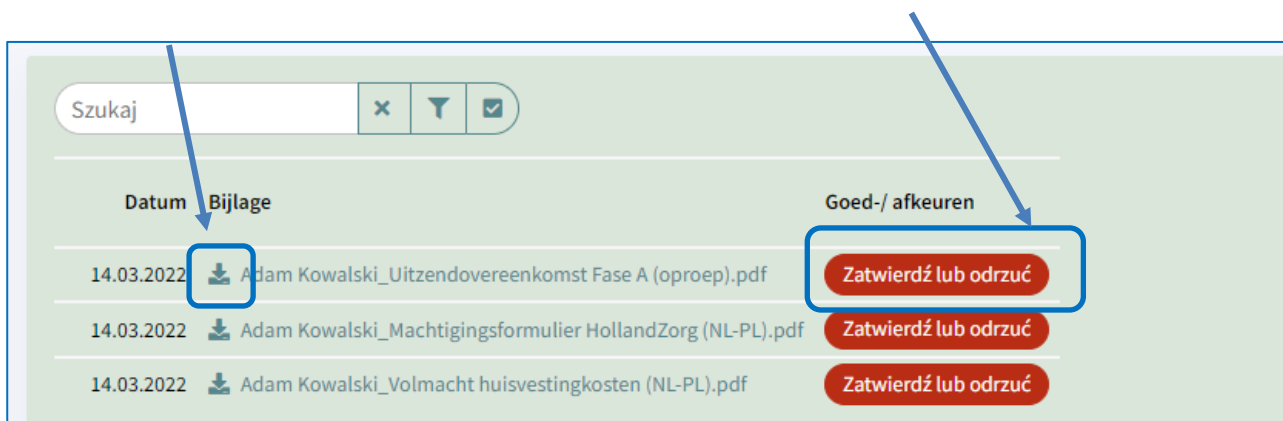 Szukaj
Datum Bijlage Goed-/ afkeuren
14.03.2022 Adam Kowalski_Uitzendovereenkomst Fase A (oproep).pdf Zatwierdź lub odrzuć
14.03.2022 Adam Kowalski_Machtigingsformulier HollandZorg (NL-PL).pdf Zatwierdź lub odrzuć
14.03.2022 Adam Kowalski_Volmacht huisvestingkosten (NL-PL).pdf Zatwierdź lub odrzuć